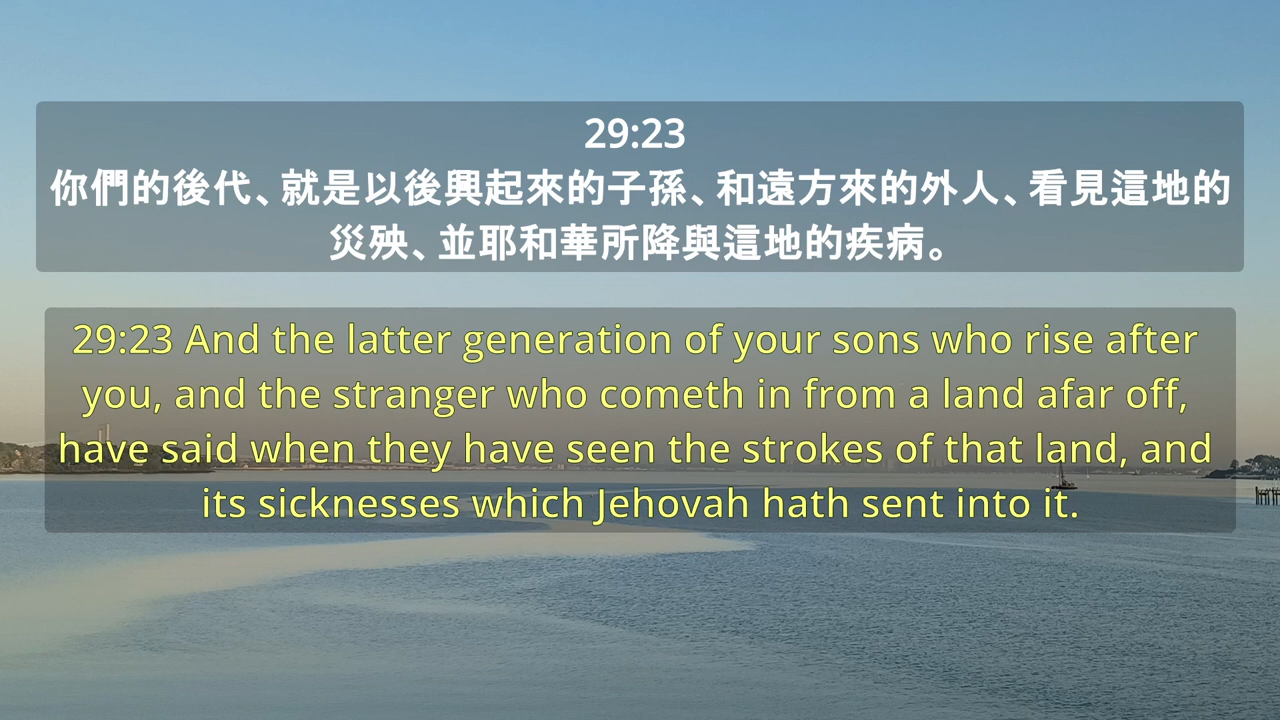 29:23
你們的後代、就是以後興起來的子孫、和遠方來的外人、看見這地的
災殃、並耶和華所降與這地的疾病。
29:23 And the latter generation of your sons who rise after
you, and the stranger who cometh in from a land afar off,
have said when they have seen the strokes of that land, and
its sicknesses which Jehovah hath sent into it.